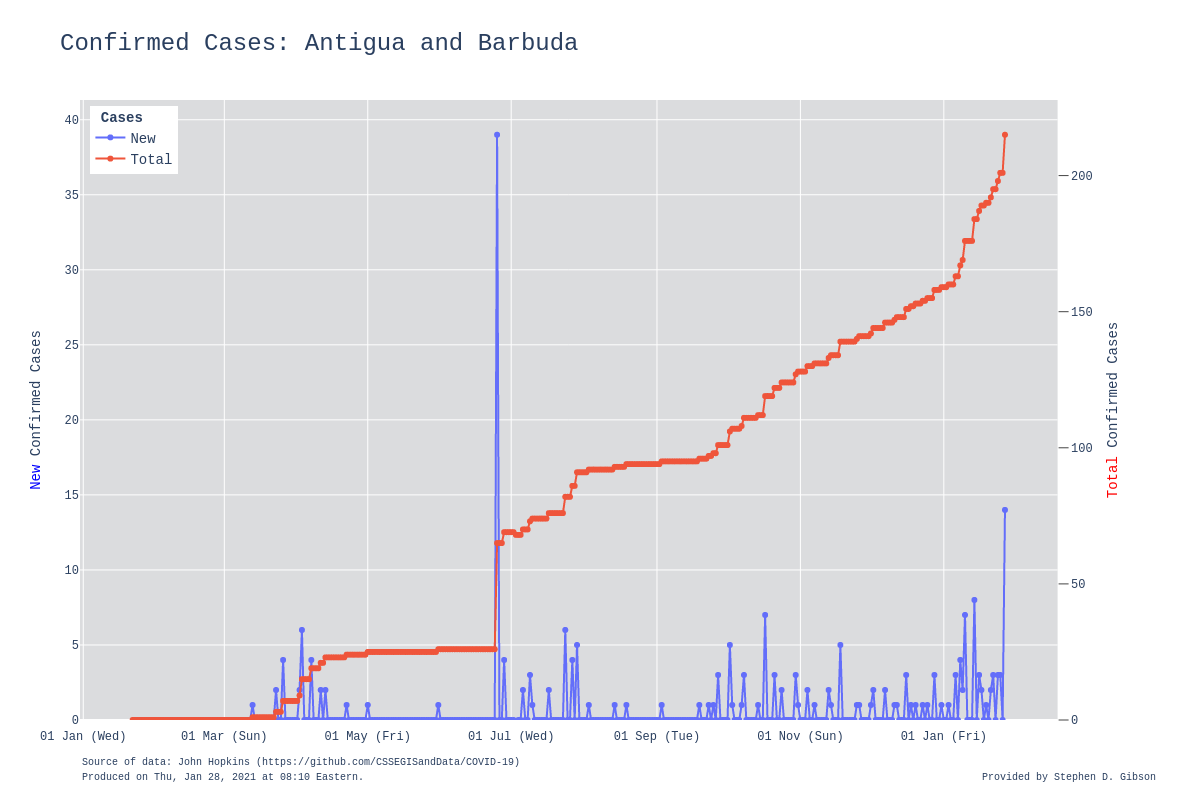 Confirmed Cases: Antigua and Barbuda
Cases
New
Total
40
35
30
25
20
15
10
5
0
New Confirmed Cases
200
150
100
50
0
Total Confirmed Cases
01 Jan (Wed) 01 Mar (Sun) 01 May (Fri) 01 Jul (Wed) 01 Sep (Tue) 01 Nov (Sun) 01 Jan (Fri)
Source of data: John Hopkins (https://github.com/CSSEGISandData/COVID-19)
Produced on Thu, Jan 28, 2021 at 08:10 Eastern.
Provided by Stephen D. Gibson